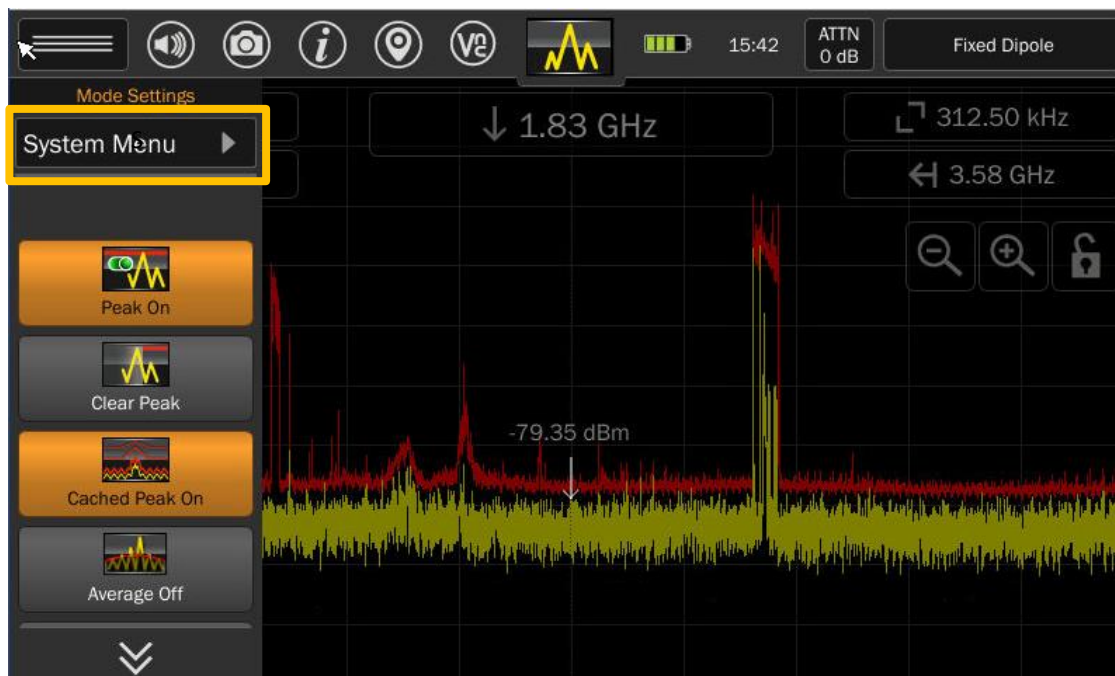 15:42
ATTN
0 dB
Fixed Dipole
Mode Settings
System Menu
1.83 GHz
312.50 kHz
3.58 GHz
Peak On
Clear Peak
-79.35 dBm
Cached Peak On
Average Off